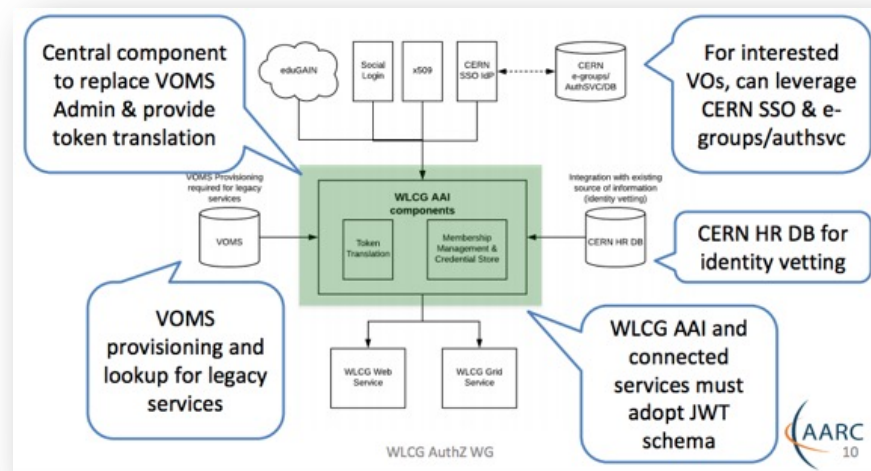 Central component
to replace VOMS
Admin & provide
token translation
eduGAIN
Social
Login
x509
CERN
SSO IdP
CERN
e-groups/
AuthSVC/DB
For interested
VOs, can leverage
CERN SSO & e-
groups/authsvc
VOMS Provisioning
required for legacy
services
VOMS
WLCG AAI
components
Token
Translation
Membership
Management &
Credential Store
Integration with existing
source of information
(identity vetting)
CERN HR DB
CERN HR DB for
identity vetting
VOMS
provisioning and
lookup for legacy
services
WLCG Web
Service
WLCG Grid
Service
WLCG AAI and
connected
services must
adopt JWT
schema
WLCG AuthZ WG
AARC
10